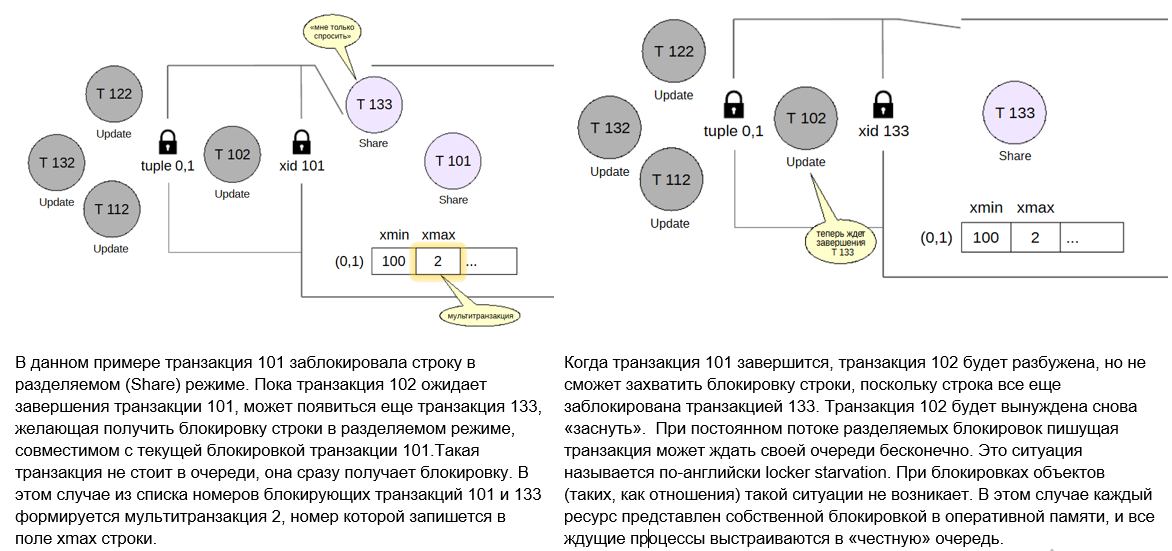 «мне только
спросить»
T 133
Share
T 122
Update
T 132
Update
T 112
Update
tuple 0,1
T 102
Update
xid 101
T 101
Share
xmin xmax
(0,1) 100 2 ...
мультитранзакция
В данном примере транзакция 101 заблокировала строку в
разделяемом (Share) режиме. Пока транзакция 102 ожидает
завершения транзакции 101, может появиться еще транзакция 133,
желающая получить блокировку строки в разделяемом режиме,
совместимом с текущей блокировкой транзакции 101.Такая
транзакция не стоит в очереди, она сразу получает блокировку. В
этом случае из списка номеров блокирующих транзакций 101 и 133
формируется мультитранзакция 2, номер которой запишется в
поле xmax строки.
T 122
Update
T 132
Update
T 112
Update
tuple 0,1
T 102
Update
xid 133
T 133
Share
теперь ждет
завершения
T 133
xmin xmax
(0,1) 100 2 ...
Когда транзакция 101 завершится, транзакция 102 будет разбужена, но не
сможет захватить блокировку строки, поскольку строка все еще
заблокирована транзакцией 133. Транзакция 102 будет вынуждена снова
«заснуть». При постоянном потоке разделяемых блокировок пишущая
транзакция может ждать своей очереди бесконечно. Это ситуация
называется по-английски locker starvation. При блокировках объектов
(таких, как отношения) такой ситуации не возникает. В этом случае каждый
ресурс представлен собственной блокировкой в оперативной памяти, и все
ждущие процессы выстраиваются в «честную» очередь.